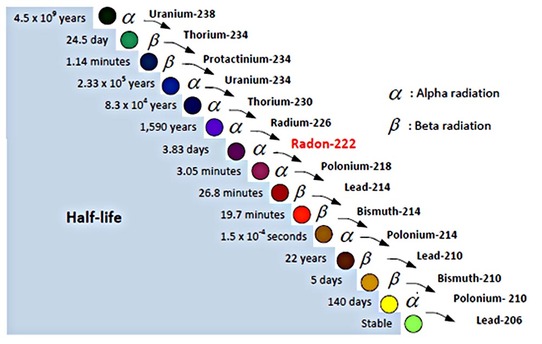 4.5 x 10⁹ years α Uranium-238
24.5 day β Thorium-234
1.14 minutes β Protactinium-234
2.33 x 10⁵ years α Uranium-234
8.3 x 10⁴ years α Thorium-230
1,590 years α Radium-226
3.83 days α Radon-222
3.05 minutes α Polonium-218
26.8 minutes β Lead-214
19.7 minutes β Bismuth-214
1.5 x 10⁻⁴ seconds α Polonium-214
22 years β Lead-210
5 days β Bismuth-210
140 days α Polonium- 210
Stable Lead-206
α : Alpha radiation
β : Beta radiation
Half-life